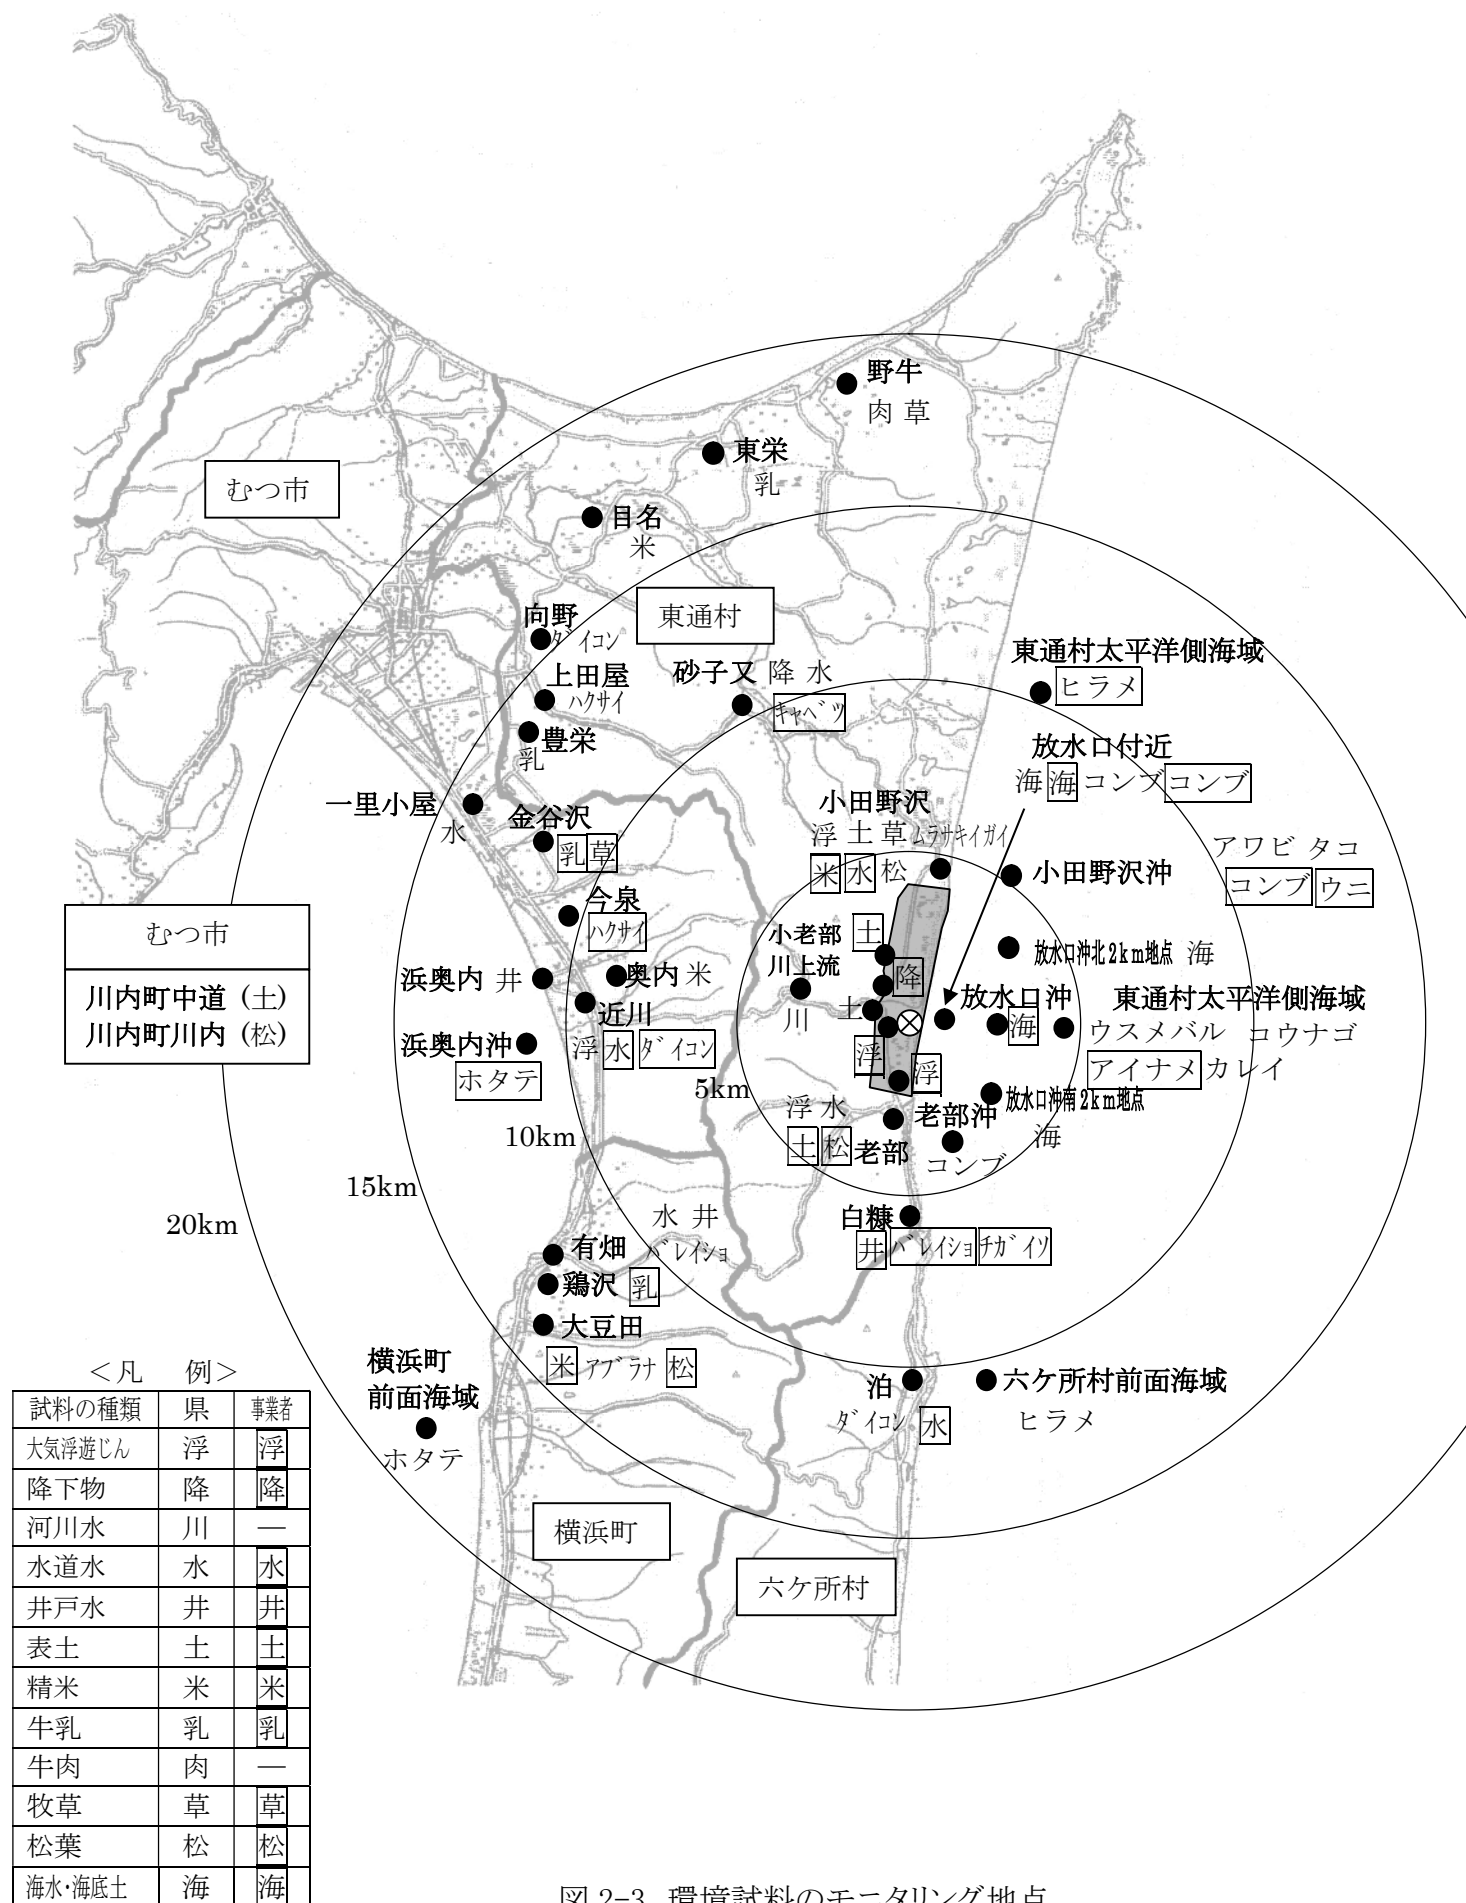 野牛
肉 草
東栄
乳
むつ市
目名
米
東通村
向野
ダイコン
上田屋
ハクサイ
砂子又 降 水
キャベツ
東通村太平洋側海域
ヒラメ
豊栄
乳
放水口付近
海 海 コンブ コンブ
一里小屋
水
金谷沢
乳 草
小田野沢
浮 土 草 ムラサキイガイ
米 水 松
小田野沢沖
アワビ タコ
コンブ ウニ
今泉
ハクサイ
むつ市
川内町中道 (土)
川内町川内 (松)
小老部
川上流
川
土
降
土
浮
浮
浜奥内 井
奥内 米
近川
浮 水 ダイコン
浜奥内沖
ホタテ
放水口沖北2km地点 海
放水口沖
海
東通村太平洋側海域
ウスメバル コウナゴ
アイナメ カレイ
放水口沖南2km地点
海
5km
10km
15km
20km
浮 水
土 松 老部
老部沖
コンブ
白糠
井 バレイショ チガイソ
水 井
有畑 バレイショ
鶏沢 乳
大豆田
米 アブラナ 松
横浜町
前面海域
ホタテ
泊
ダイコン 水
六ケ所村前面海域
ヒラメ
横浜町
六ケ所村
＜凡 例＞
試料の種類 県 事業者
大気浮遊じん 浮 浮
降下物 降 降
河川水 川 ―
水道水 水 水
井戸水 井 井
表土 土 土
精米 米 米
牛乳 乳 乳
牛肉 肉 ―
牧草 草 草
松葉 松 松
海水・海底土 海 海
図 2-3 環境試料のモニタリング地点